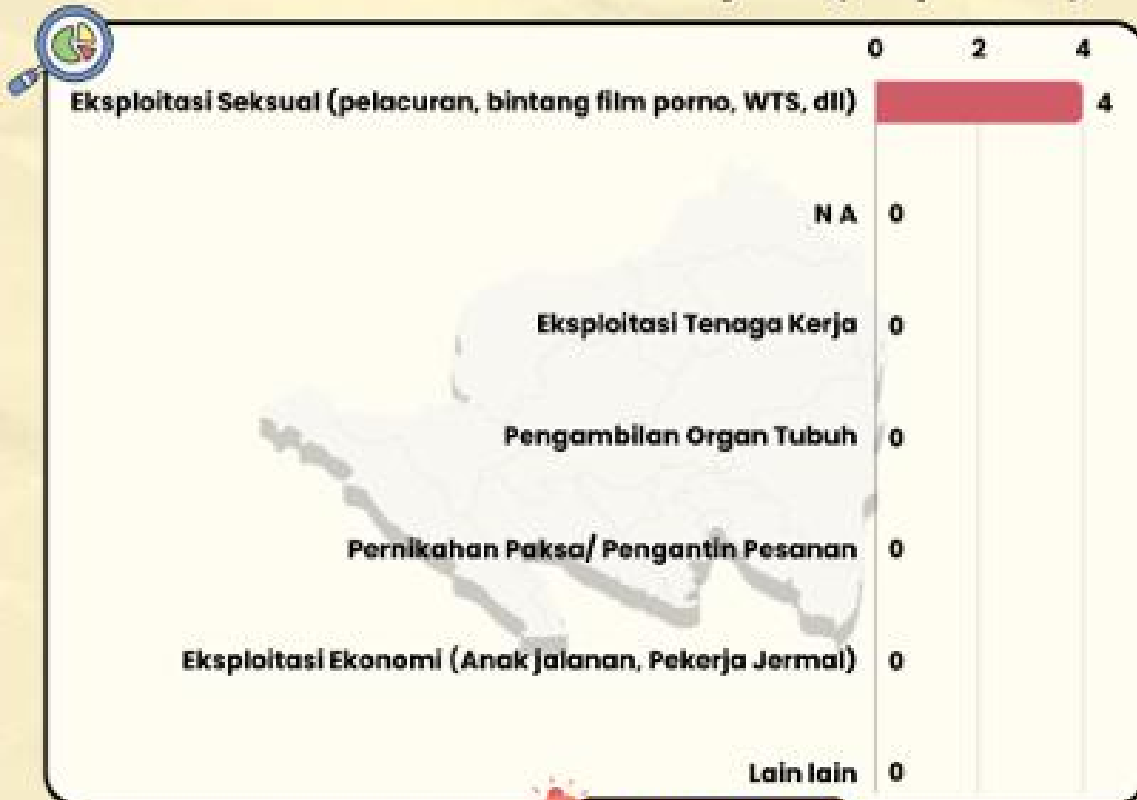 0 2 4
Eksploitasi Seksual (pelacuran, bintang film porno, WTS, dll) 4
N A 0
Eksploitasi Tenaga Kerja 0
Pengambilan Organ Tubuh 0
Pernikahan Paksa/ Pengantin Pesanan 0
Eksploitasi Ekonomi (Anak jalanan, Pekerja Jermal) 0
Lain lain 0